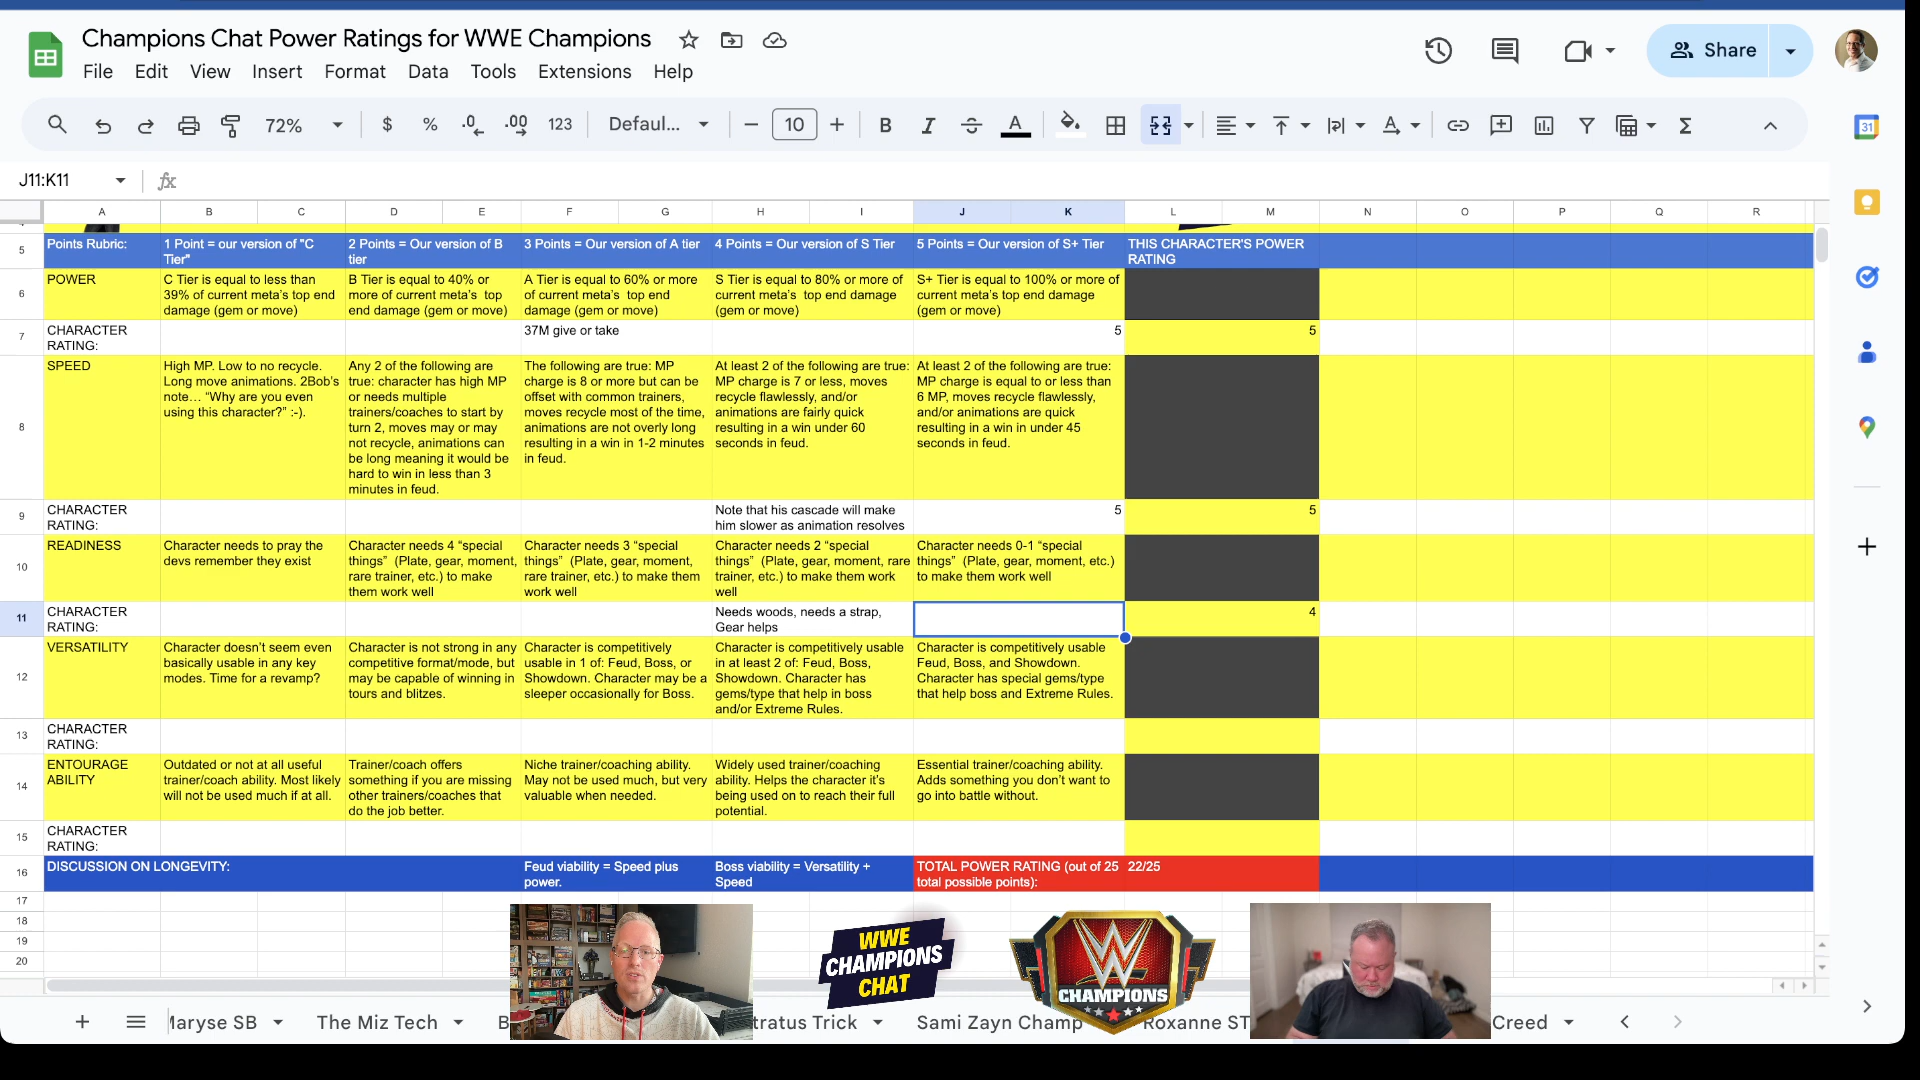 Champions Chat Power Ratings for WWE Champions
File Edit View Insert Format Data Tools Extensions Help
Share
72% $ % .0 .00 123 Defaul... 10 B I A Σ
31
J11:K11 fx
A B C D E F G H I J K L M N O P Q R
5 Points Rubric:
1 Point = our version of "C
Tier"
2 Points = Our version of B
tier
3 Points = Our version of A tier
4 Points = Our version of S Tier
5 Points = Our version of S+ Tier
THIS CHARACTER'S POWER
RATING
6 POWER
C Tier is equal to less than
39% of current meta's top end
damage (gem or move)
B Tier is equal to 40% or
more of current meta's top
end damage (gem or move)
A Tier is equal to 60% or more
of current meta's top end
damage (gem or move)
S Tier is equal to 80% or more of
current meta's top end damage
(gem or move)
S+ Tier is equal to 100% or more of
current meta's top end damage
(gem or move)
7 CHARACTER
RATING:
37M give or take
5
5
8 SPEED
High MP. Low to no recycle.
Long move animations. 2Bob's
note… "Why are you even
using this character?" :-).
Any 2 of the following are
true: character has high MP
or needs multiple
trainers/coaches to start by
turn 2, moves may or may
not recycle, animations can
be long meaning it would be
hard to win in less than 3
minutes in feud.
The following are true: MP
charge is 8 or more but can be
offset with common trainers,
moves recycle most of the time,
animations are not overly long
resulting in a win in 1-2 minutes
in feud.
At least 2 of the following are true:
MP charge is 7 or less, moves
recycle flawlessly, and/or
animations are fairly quick
resulting in a win under 60
seconds in feud.
At least 2 of the following are true:
MP charge is equal to or less than
6 MP, moves recycle flawlessly,
and/or animations are quick
resulting in a win in under 45
seconds in feud.
9 CHARACTER
RATING:
Note that his cascade will make
him slower as animation resolves
5
5
10 READINESS
Character needs to pray the
devs remember they exist
Character needs 4 “special
things” (Plate, gear, moment,
rare trainer, etc.) to make
them work well
Character needs 3 “special
things” (Plate, gear, moment,
rare trainer, etc.) to make them
work well
Character needs 2 “special
things” (Plate, gear, moment, rare
trainer, etc.) to make them work
well
Character needs 0-1 “special
things” (Plate, gear, moment, etc.)
to make them work well
11 CHARACTER
RATING:
Needs woods, needs a strap,
Gear helps
4
12 VERSATILITY
Character doesn't seem even
basically usable in any key
modes. Time for a revamp?
Character is not strong in any
competitive format/mode, but
may be capable of winning in
tours and blitzes.
Character is competitively
usable in 1 of: Feud, Boss, or
Showdown. Character may be a
sleeper occasionally for Boss.
Character is competitively usable
in at least 2 of: Feud, Boss,
Showdown. Character has
gems/type that help in boss
and/or Extreme Rules.
Character is competitively usable
Feud, Boss, and Showdown.
Character has special gems/type
that help boss and Extreme Rules.
13 CHARACTER
RATING:
14 ENTOURAGE
ABILITY
Outdated or not at all useful
trainer/coach ability. Most likely
will not be used much if at all.
Trainer/coach offers
something if you are missing
other trainers/coaches that
do the job better.
Niche trainer/coaching ability.
May not be used much, but very
valuable when needed.
Widely used trainer/coaching
ability. Helps the character it's
being used on to reach their full
potential.
Essential trainer/coaching ability.
Adds something you don't want to
go into battle without.
15 CHARACTER
RATING:
16 DISCUSSION ON LONGEVITY:
Feud viability = Speed plus
power.
Boss viability = Versatility +
Speed
TOTAL POWER RATING (out of 25
total possible points):
22/25
17
18
19
20
WWE
CHAMPIONS
CHAT
W
CHAMPIONS
Maryse SB The Miz Tech B tratus Trick Sami Zayn Champ Roxanne ST Creed